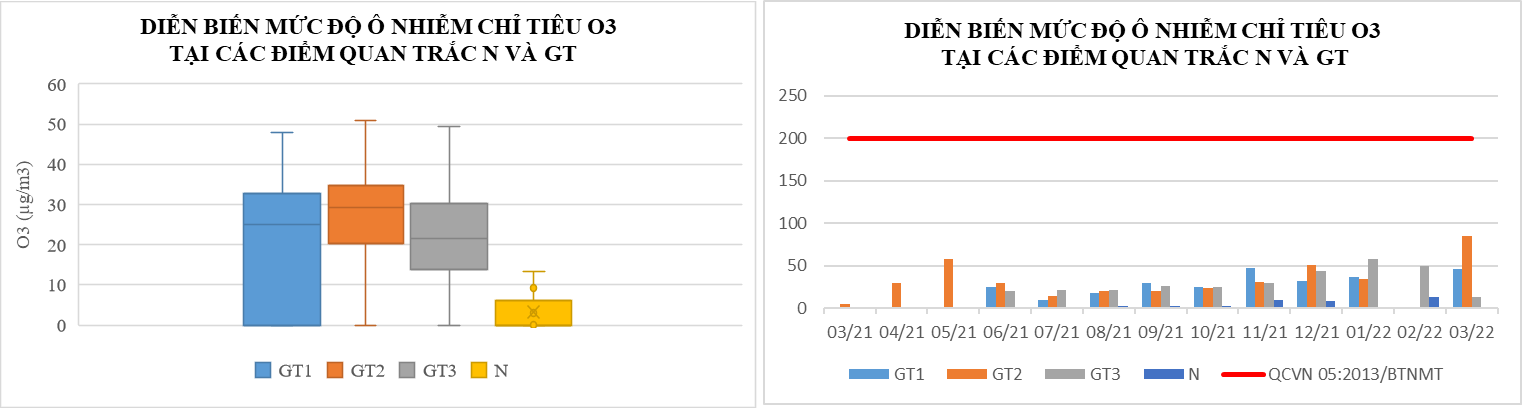 DIỄN BIẾN MỨC ĐỘ Ô NHIỄM CHỈ TIÊU O3
TẠI CÁC ĐIỂM QUAN TRẮC N VÀ GT
60
50
40
30
20
10
0
O3 (µg/m3)
GT1 GT2 GT3 N
DIỄN BIẾN MỨC ĐỘ Ô NHIỄM CHỈ TIÊU O3
TẠI CÁC ĐIỂM QUAN TRẮC N VÀ GT
250
200
150
100
50
0
03/21 04/21 05/21 06/21 07/21 08/21 09/21 10/21 11/21 12/21 01/22 02/22 03/22
GT1 GT2 GT3 N QCVN 05:2013/BTNMT